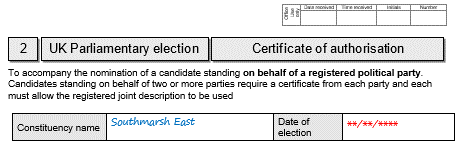 Office Use only
Date received Time received Initials Number
2 UK Parliamentary election Certificate of authorisation
To accompany the nomination of a candidate standing on behalf of a registered political party.
Candidates standing on behalf of two or more parties require a certificate from each party and each
must allow the registered joint description to be used
Constituency name Southmarsh East Date of
election **/**/****